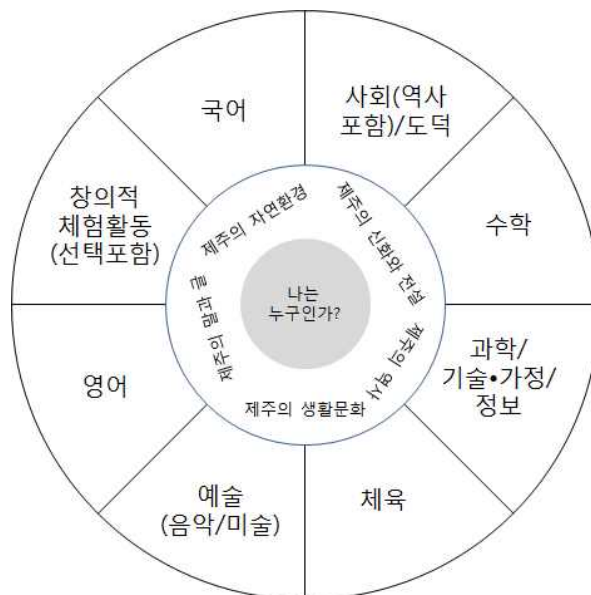 국어
사회(역사
포함)/도덕
수학
과학/
기술•가정/
정보
체육
예술
(음악/미술)
영어
창의적
체험활동
(선택포함)
제주의 자연환경
제주의 신화와 전설
제주의 역사
제주의 생활문화
제주의 말과 글
나는
누구인가?